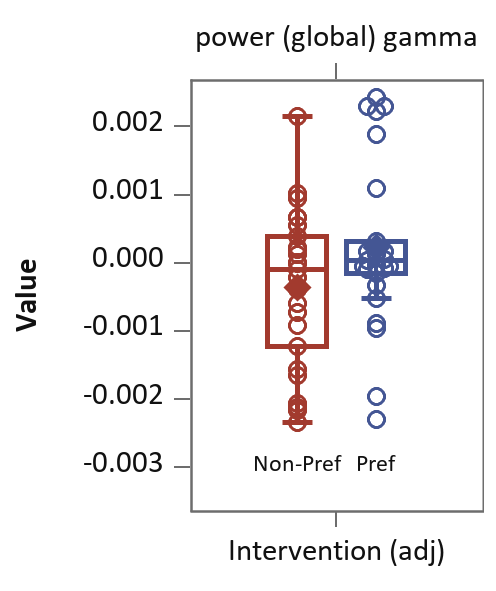 power (global) gamma
0.002
0.001
0.000
-0.001
-0.002
-0.003
Value
Non-Pref Pref
Intervention (adj)